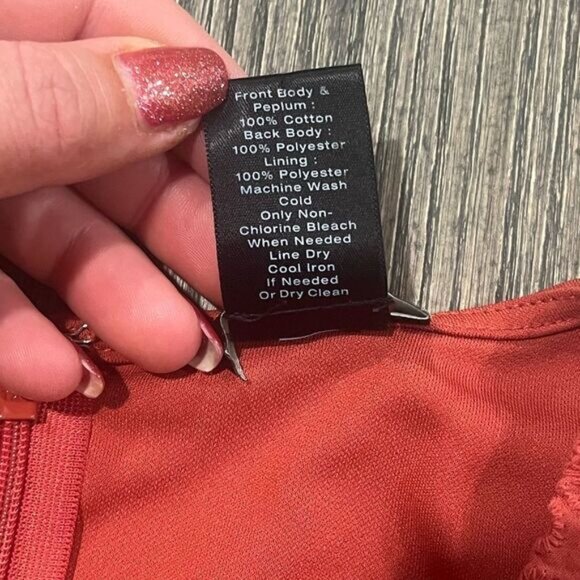 Front Body &
Peplum :
100% Cotton
Back Body :
100% Polyester
Lining :
100% Polyester
Machine Wash
Cold
Only Non-
Chlorine Bleach
When Needed
Line Dry
Cool Iron
If Needed
Or Dry Clean